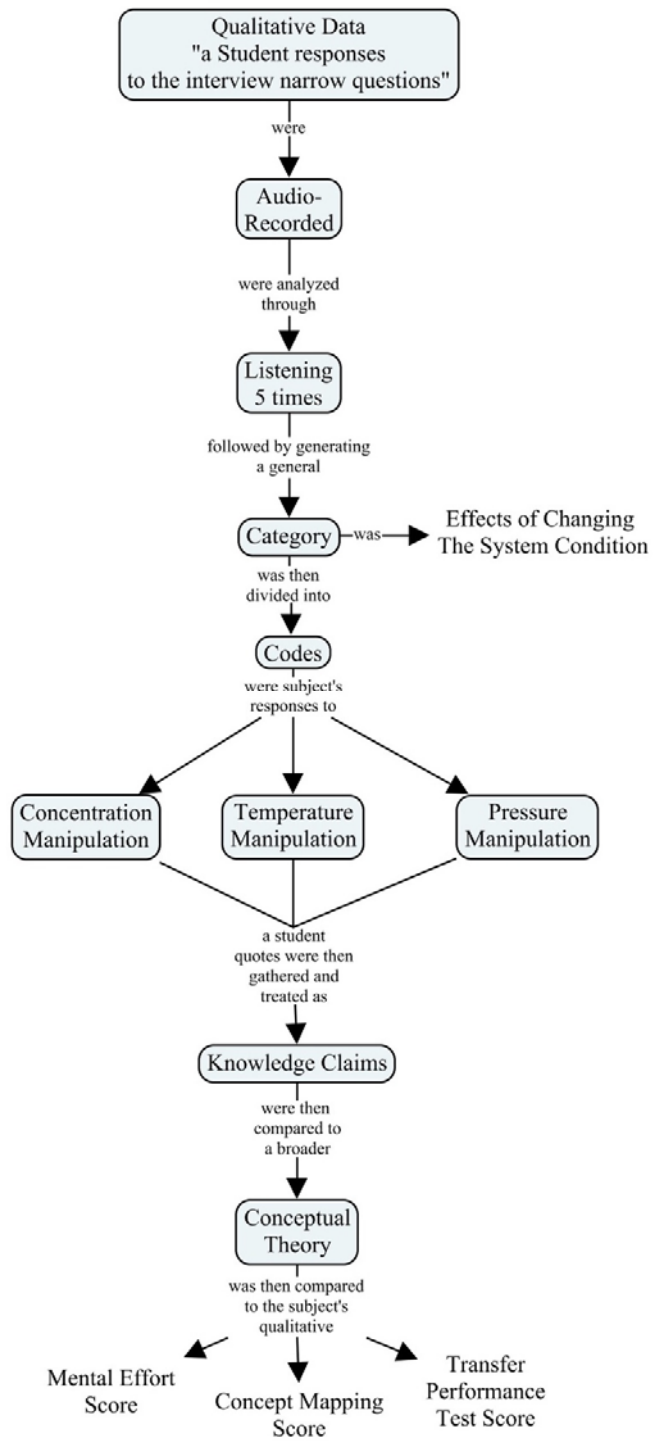 Qualitative Data
"a Student responses
to the interview narrow questions"
were
Audio-
Recorded
were analyzed
through
Listening
5 times
followed by generating
a general
Category
was
Effects of Changing
The System Condition
was then
divided into
Codes
were subject's
responses to
Concentration
Manipulation
Temperature
Manipulation
Pressure
Manipulation
a student
quotes were then
gathered and
treated as
Knowledge Claims
were then
compared to
a broader
Conceptual
Theory
was then compared
to the subject's
qualitative
Mental Effort
Score
Concept Mapping
Score
Transfer
Performance
Test Score